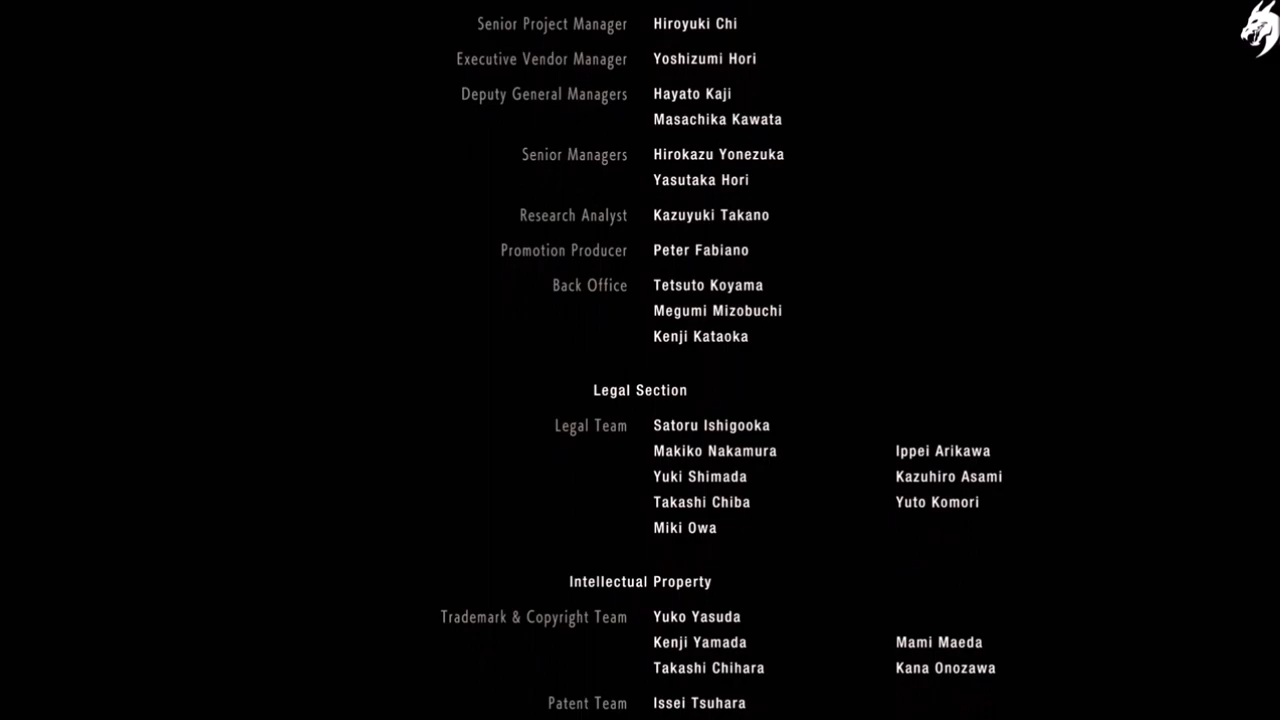 Senior Project Manager Hiroyuki Chi
Executive Vendor Manager Yoshizumi Hori
Deputy General Managers Hayato Kaji
Masachika Kawata
Senior Managers Hirokazu Yonezuka
Yasutaka Hori
Research Analyst Kazuyuki Takano
Promotion Producer Peter Fabiano
Back Office Tetsuto Koyama
Megumi Mizobuchi
Kenji Kataoka
Legal Section
Legal Team Satoru Ishigooka
Makiko Nakamura Ippei Arikawa
Yuki Shimada Kazuhiro Asami
Takashi Chiba Yuto Komori
Miki Owa
Intellectual Property
Trademark & Copyright Team Yuko Yasuda
Kenji Yamada Mami Maeda
Takashi Chihara Kana Onozawa
Patent Team Issei Tsuhara